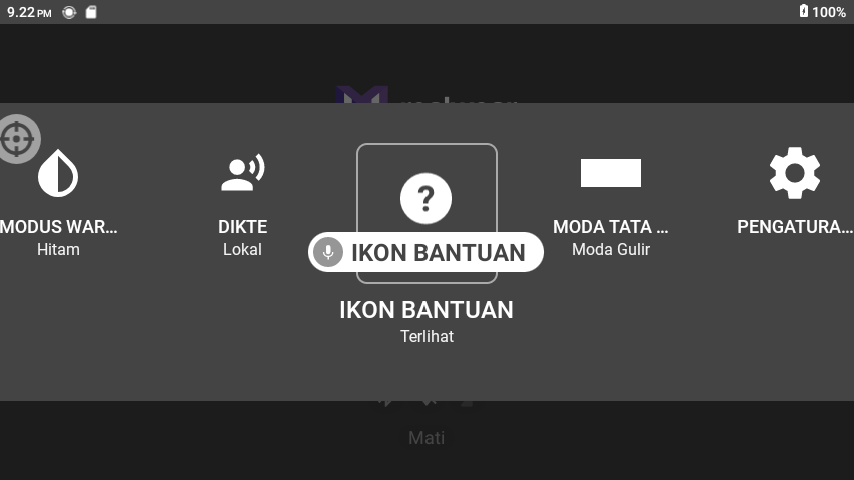 9.22 PM
100%
MODUS WAR...
Hitam
DIKTE
Lokal
?
IKON BANTUAN
IKON BANTUAN
Terlihat
MODA TATA ...
Moda Gulir
PENGATURA...
Mati